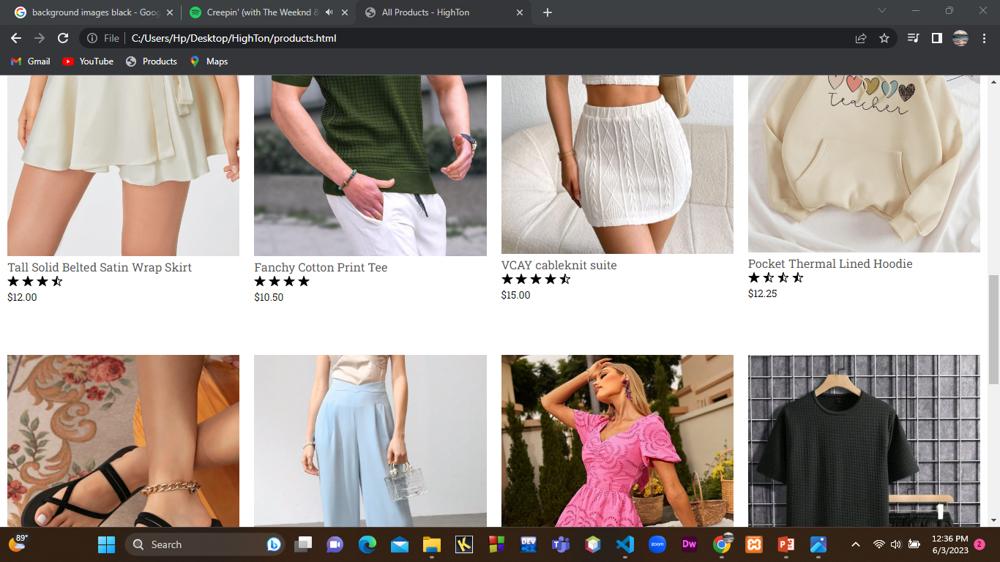 background images black - Goog
Creepin' (with The Weeknd &
All Products - HighTon
File
C:/Users/Hp/Desktop/HighTon/products.html
Gmail
YouTube
Products
Maps
Teacher
Tall Solid Belted Satin Wrap Skirt
$12.00
Fanchy Cotton Print Tee
$10.50
VCAY cableknit suite
$15.00
Pocket Thermal Lined Hoodie
$12.25
89°
Search
DEV
C++
zoom
Dw
12:36 PM
6/3/2023
2